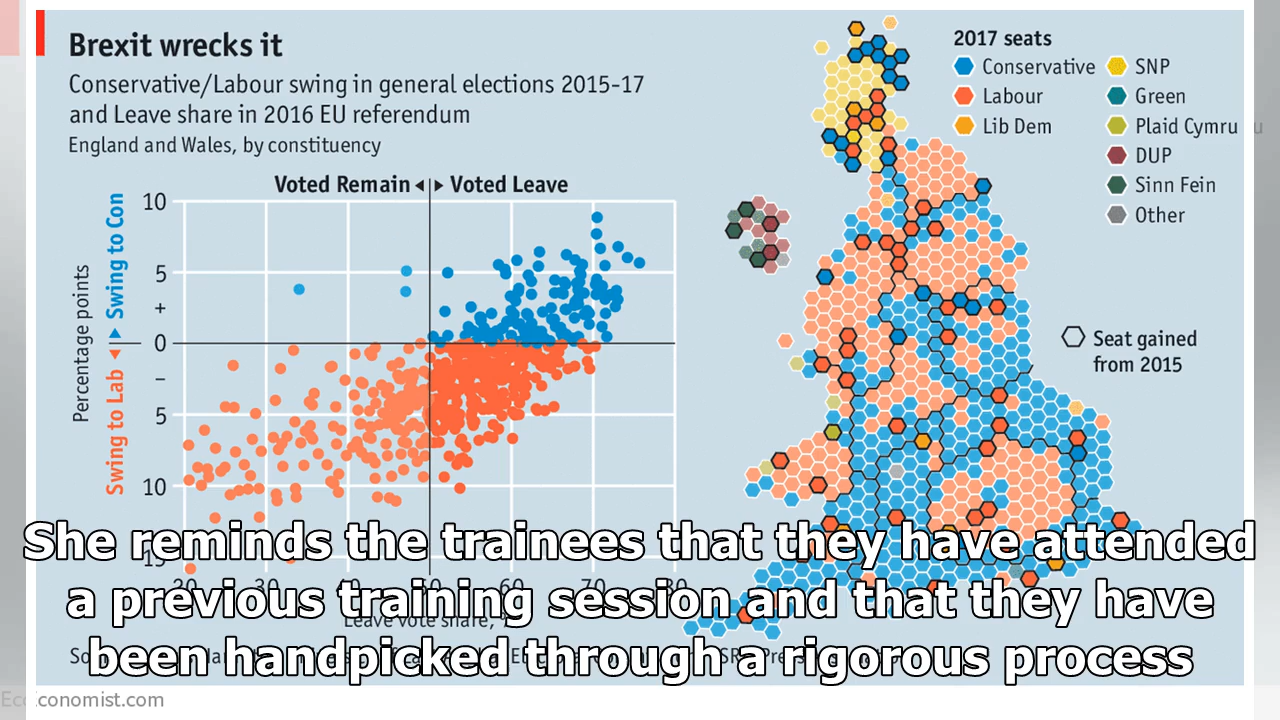 Brexit wrecks it
Conservative/Labour swing in general elections 2015-17
and Leave share in 2016 EU referendum
England and Wales, by constituency
Voted Remain ◄ ► Voted Leave
Percentage points
Swing to Lab ◄ ► Swing to Con
10
5
+
0
–
5
10
15
20 30 60 70 80
Leave vote share,
2017 seats
Conservative
Labour
Lib Dem
SNP
Green
Plaid Cymru
DUP
Sinn Fein
Other
Seat gained
from 2015
She reminds the trainees that they have attended
a previous training session and that they have
been handpicked through a rigorous process
Economist.com